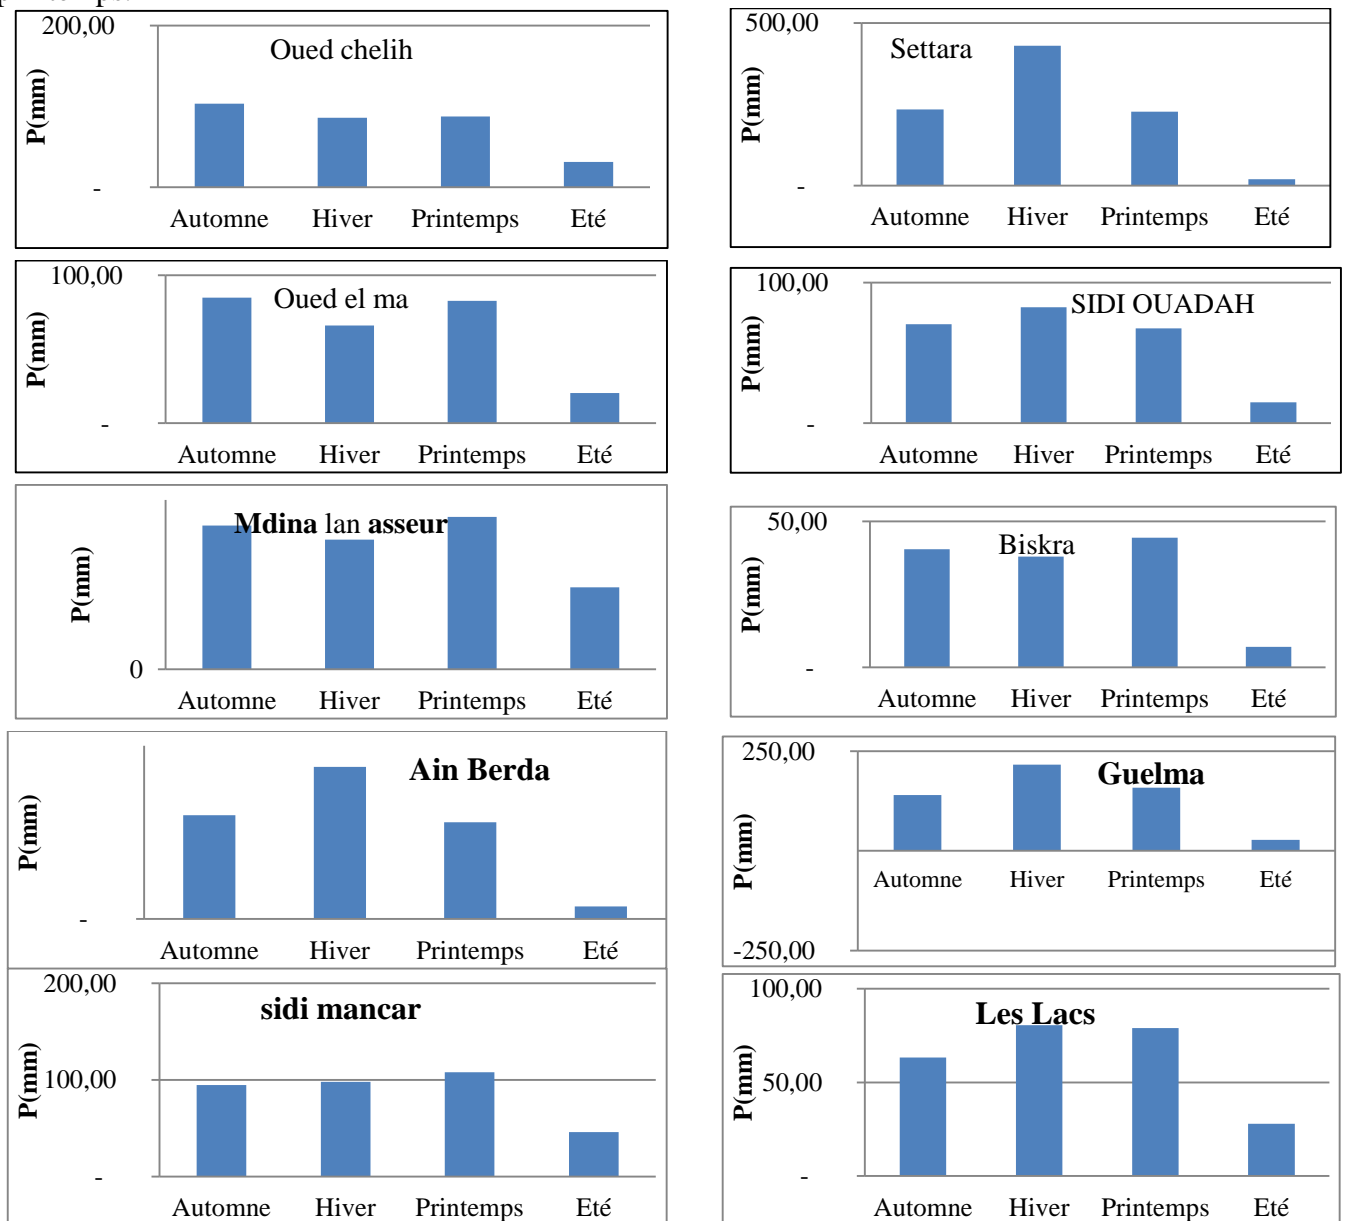 200,00
Oued chelih
P(mm)
-
Automne Hiver Printemps Eté
500,00
Settara
P(mm)
-
Automne Hiver Printemps Eté
100,00
Oued el ma
P(mm)
-
Automne Hiver Printemps Eté
100,00
SIDI OUADAH
P(mm)
-
Automne Hiver Printemps Eté
Mdina lan asseur
P(mm)
0
Automne Hiver Printemps Eté
50,00
Biskra
P(mm)
-
Automne Hiver Printemps Eté
Ain Berda
P(mm)
-
Automne Hiver Printemps Eté
250,00
Guelma
P(mm)
Automne Hiver Printemps Eté
-250,00
200,00
sidi mancar
P(mm)
100,00
-
Automne Hiver Printemps Eté
100,00
Les Lacs
P(mm)
50,00
-
Automne Hiver Printemps Eté